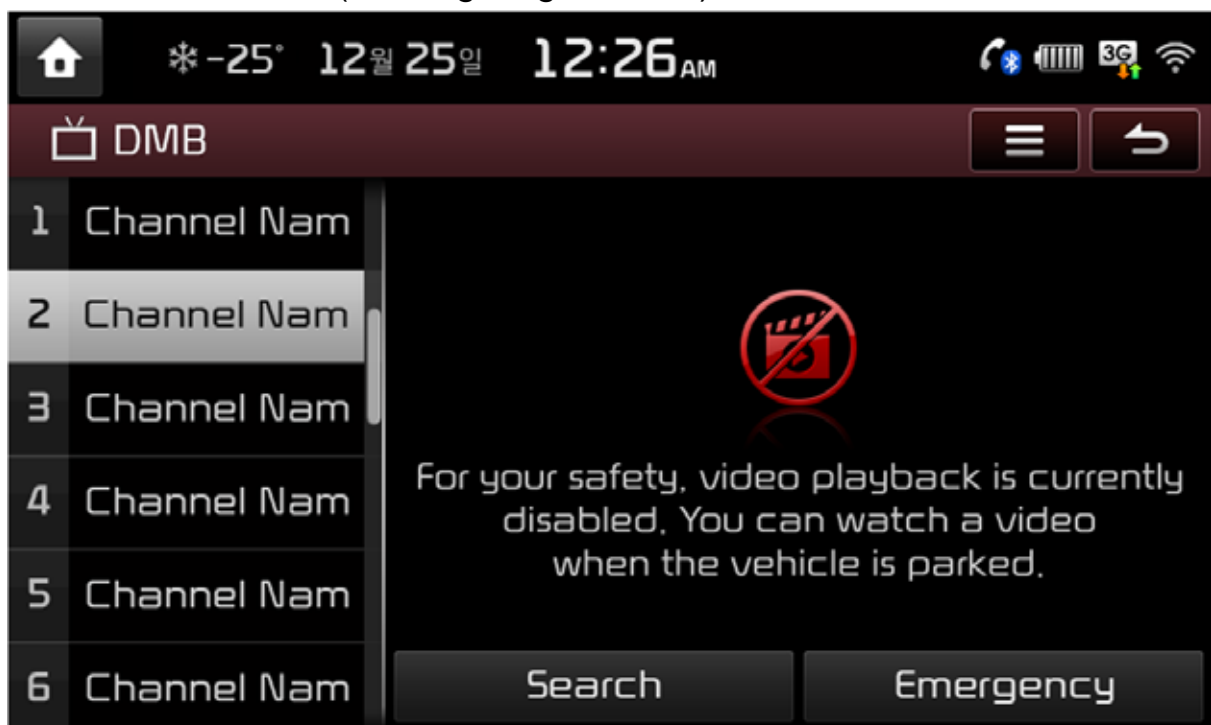 -25° 12월 25일 12:26AM 3G
DMB
1 Channel Nam
2 Channel Nam
3 Channel Nam
4 Channel Nam
5 Channel Nam
6 Channel Nam
For your safety, video playback is currently
disabled. You can watch a video
when the vehicle is parked.
Search Emergency